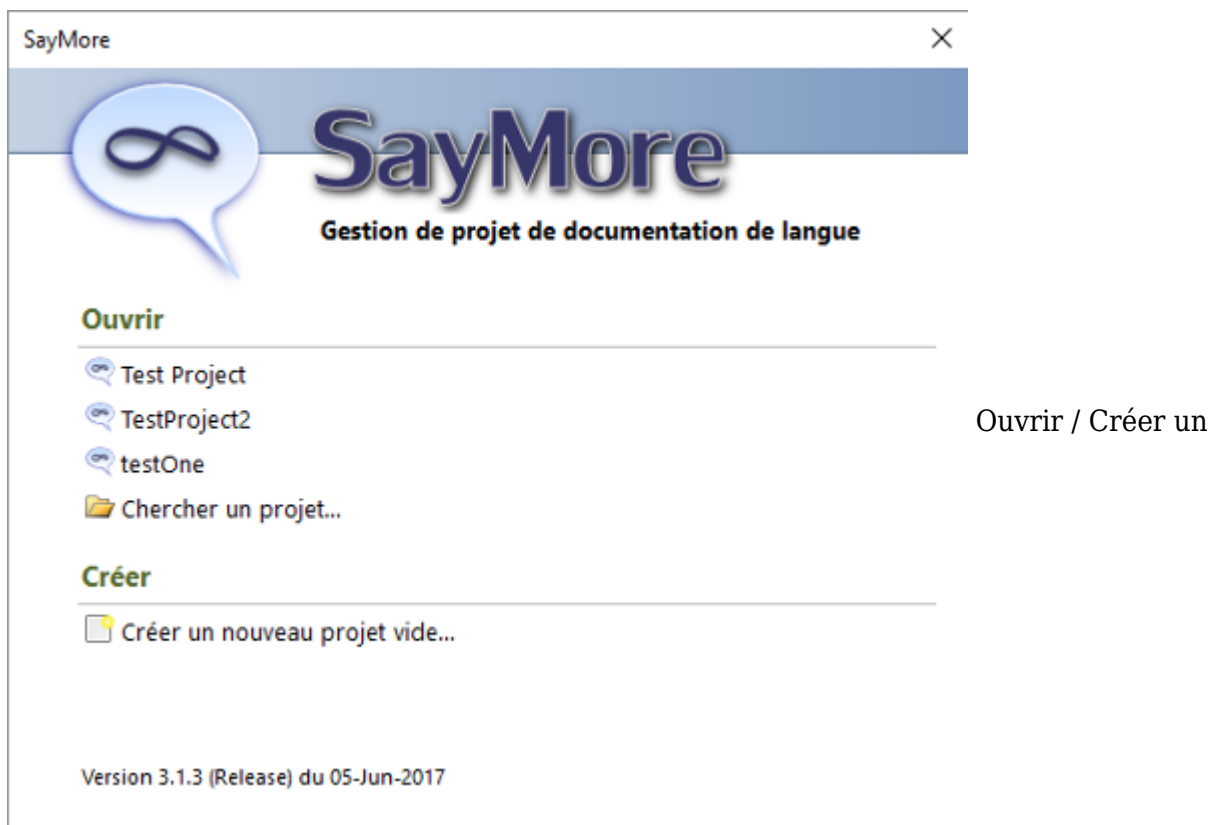 SayMore
SayMore
Gestion de projet de documentation de langue
Ouvrir
Test Project
TestProject2
testOne
Chercher un projet...
Créer
Créer un nouveau projet vide...
Version 3.1.3 (Release) du 05-Jun-2017
Ouvrir / Créer un